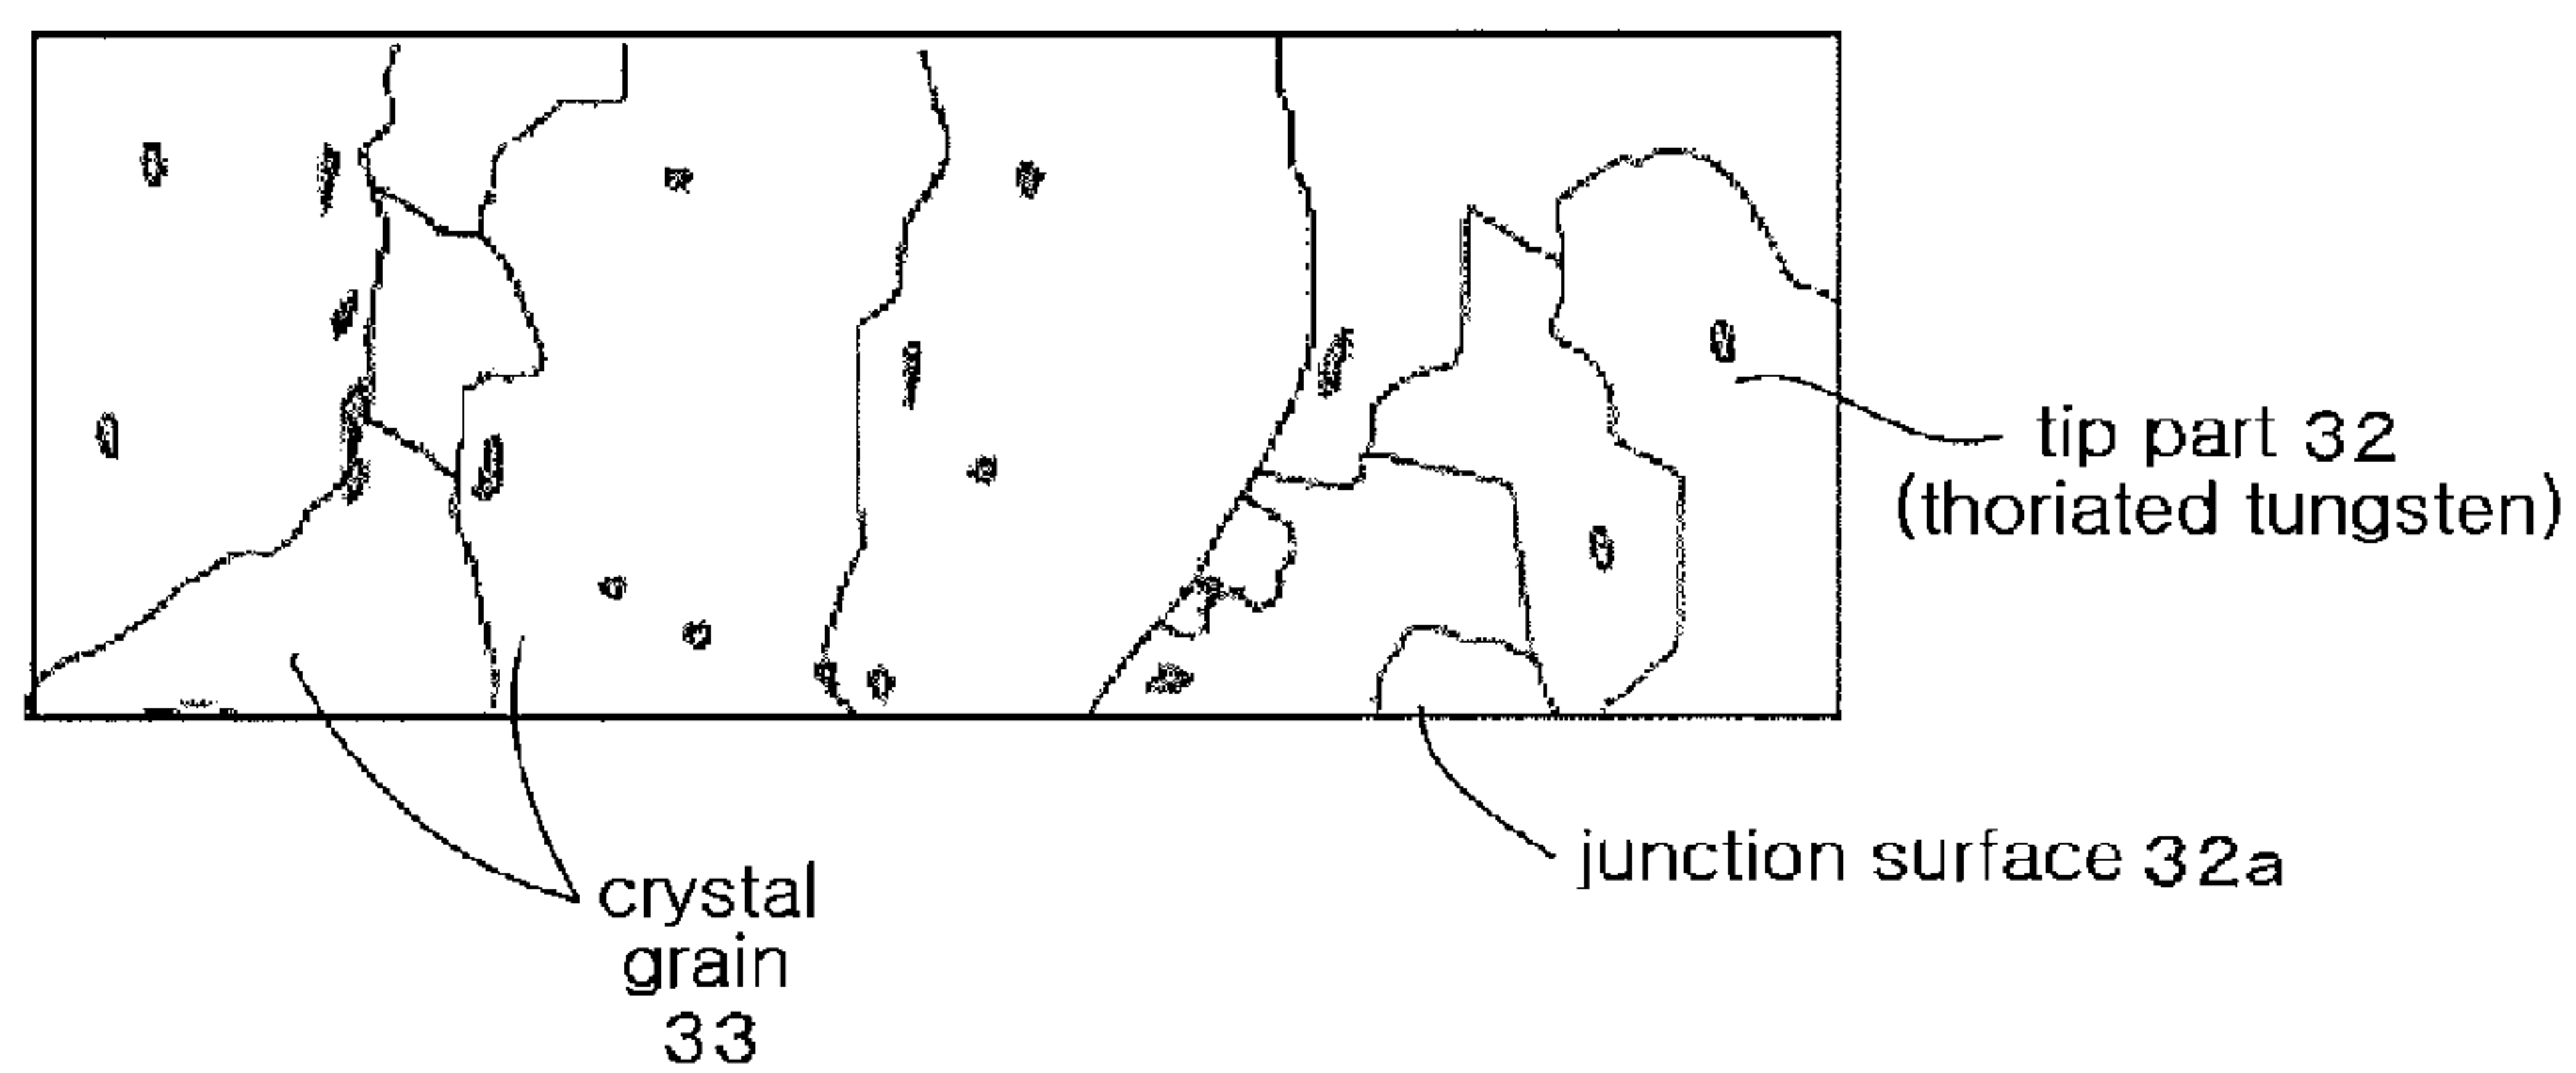 tip part 32
(thoriated tungsten)
junction surface 32a
crystal
grain
33